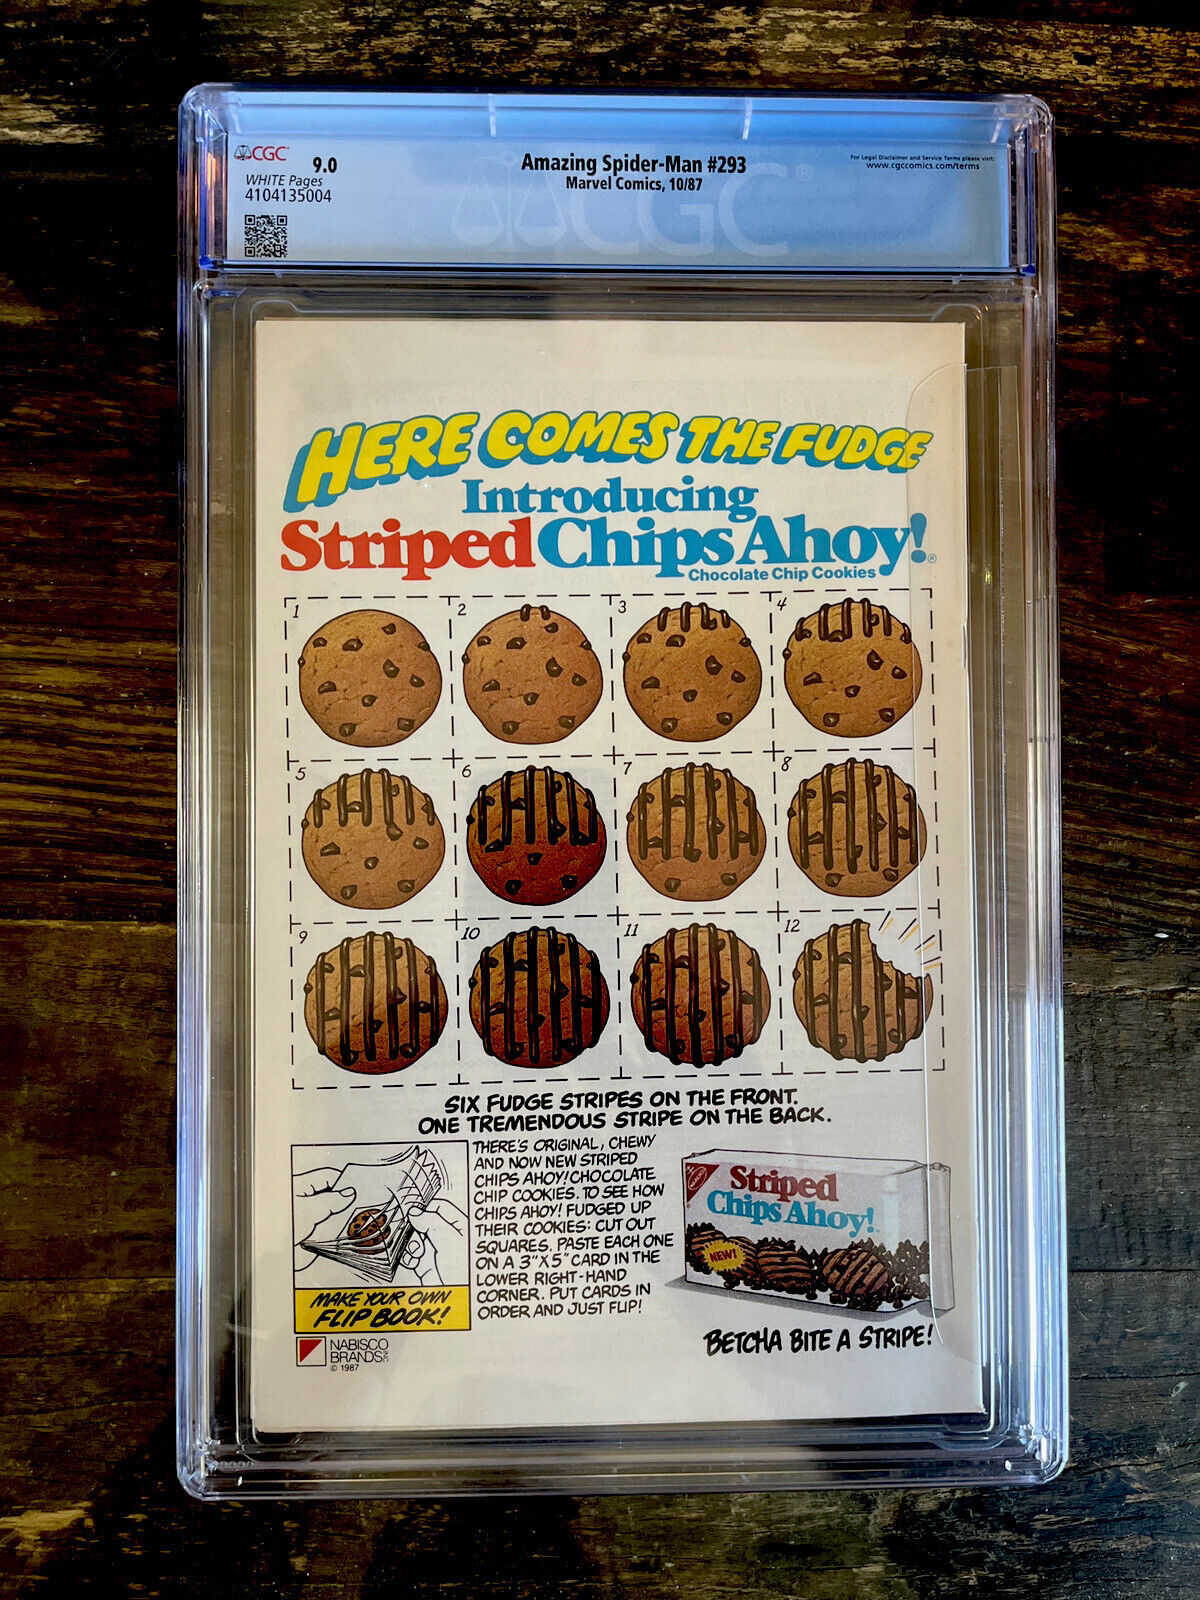 CGC 9.0
WHITE Pages
4104135004
Amazing Spider-Man #293
Marvel Comics, 10/87
For Legal Disclaimer and Service Terms please visit:
www.cgccomics.com/terms
CGC®
HERE COMES THE FUDGE
Introducing
Striped Chips Ahoy!®
Chocolate Chip Cookies
1 2 3 4
5 6 7 8
9 10 11 12
SIX FUDGE STRIPES ON THE FRONT.
ONE TREMENDOUS STRIPE ON THE BACK.
THERE'S ORIGINAL, CHEWY
AND NOW NEW STRIPED
CHIPS AHOY! CHOCOLATE
CHIP COOKIES. TO SEE HOW
CHIPS AHOY! FUDGED UP
THEIR COOKIES: CUT OUT
SQUARES. PASTE EACH ONE
ON A 3"X5" CARD IN THE
LOWER RIGHT-HAND
CORNER. PUT CARDS IN
ORDER AND JUST FLIP!
MAKE YOUR OWN
FLIP BOOK!
NABISCO
BRANDS INC
© 1987
Striped
Chips Ahoy!
NEW!
BETCHA BITE A STRIPE!